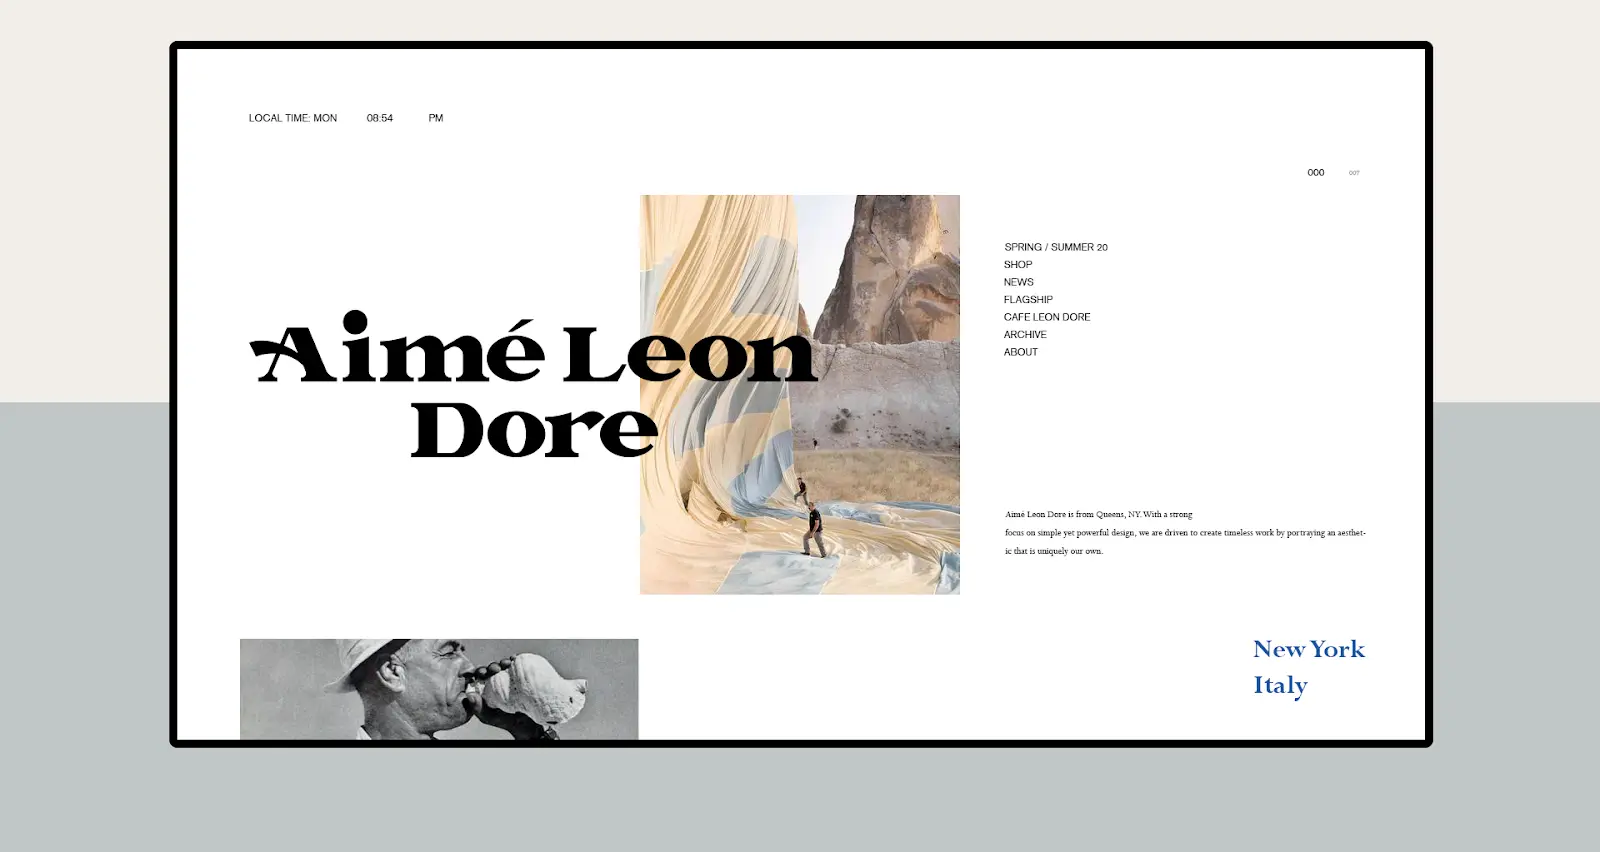 LOCAL TIME: MON 08:54 PM
000 007
SPRING / SUMMER 20
SHOP
NEWS
FLAGSHIP
CAFE LEON DORE
ARCHIVE
ABOUT
Aimé Leon
Dore
Aimé Leon Dore is from Queens, NY. With a strong
focus on simple yet powerful design, we are driven to create timeless work by portraying an aesthet-
ic that is uniquely our own.
New York
Italy